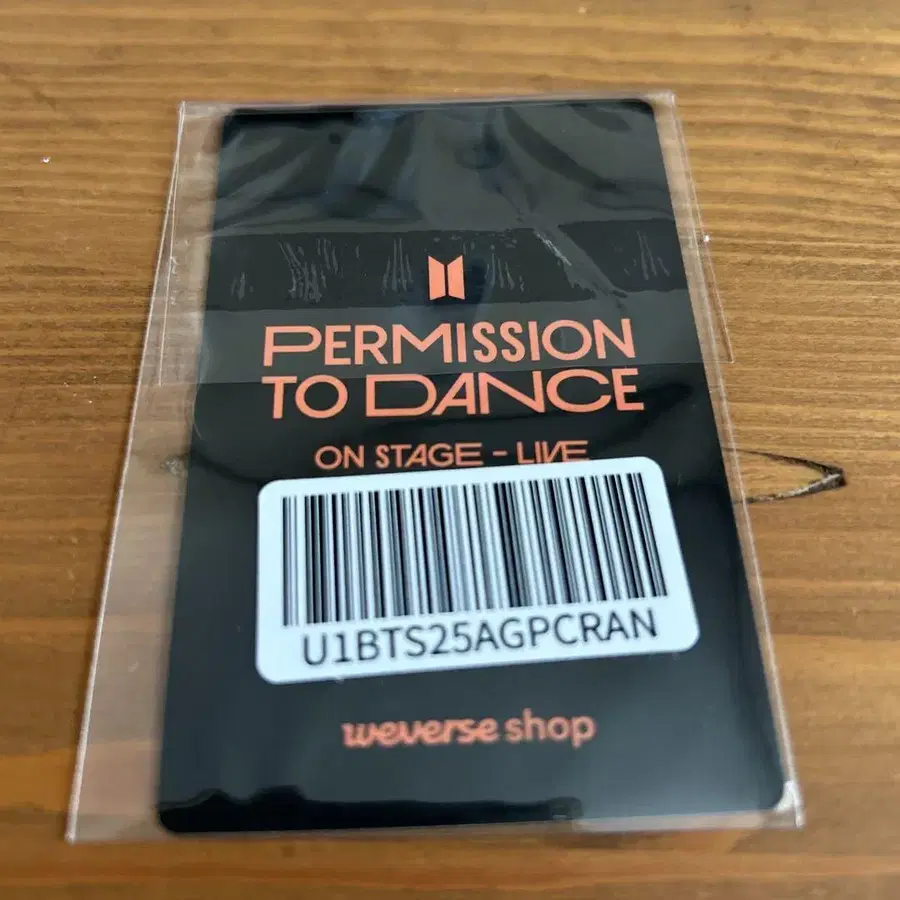 PERMISSION
TO DANCE
ON STAGE - LIVE
U1BTS25AGPCRAN
weverse shop